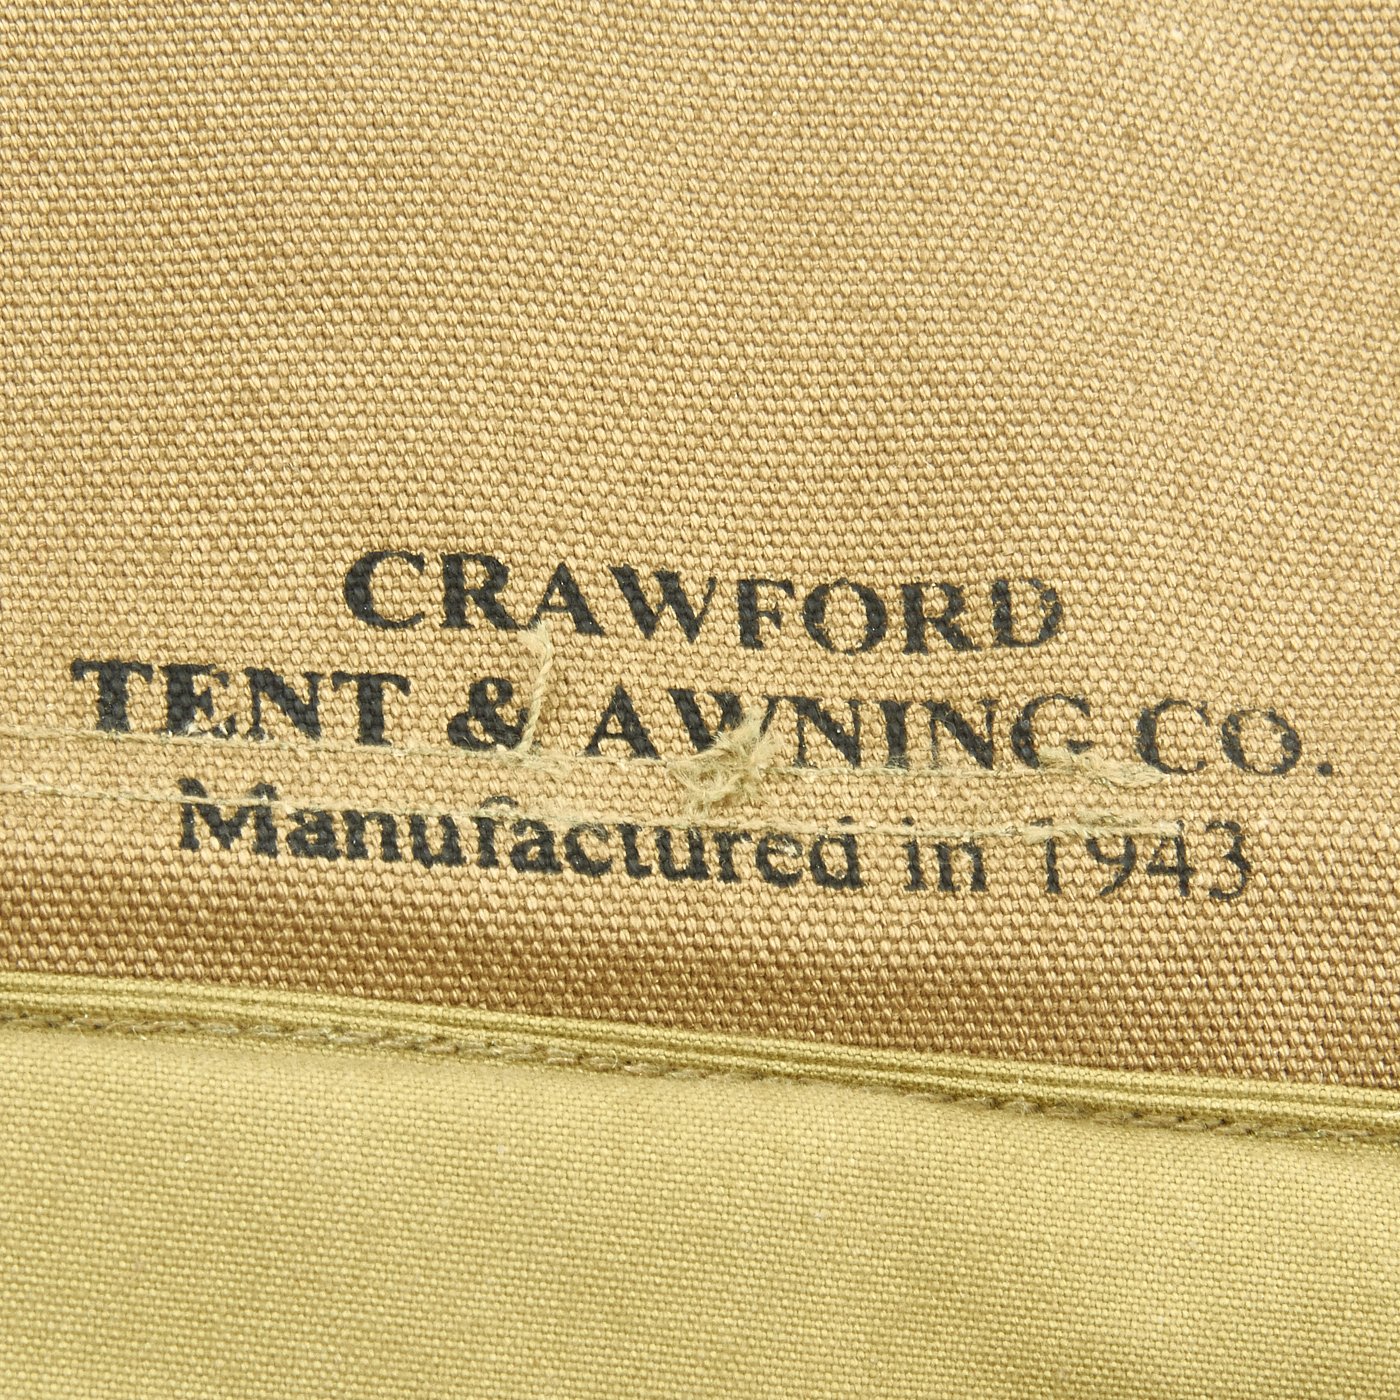 CRAWFORD
TENT & AWNING CO.
Manufactured in 1943